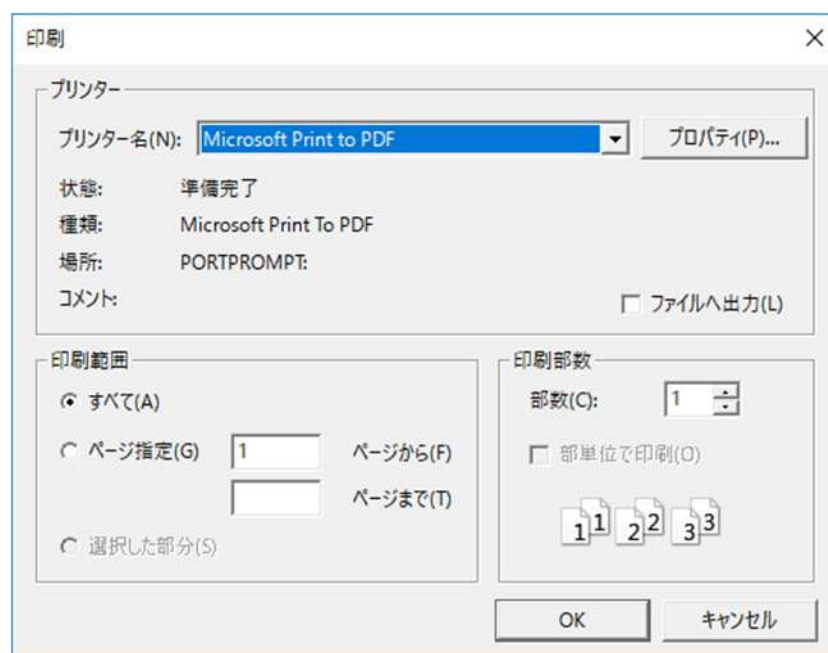 印刷
プリンター
プリンター名(N): Microsoft Print to PDF プロパティ(P)...
状態: 準備完了
種類: Microsoft Print To PDF
場所: PORTPROMPT:
コメント: ファイルへ出力(L)
印刷範囲
すべて(A)
ページ指定(G) 1 ページから(F)
ページまで(T)
選択した部分(S)
印刷部数
部数(C): 1
部単位で印刷(O)
1 1 2 2 3 3
OK キャンセル